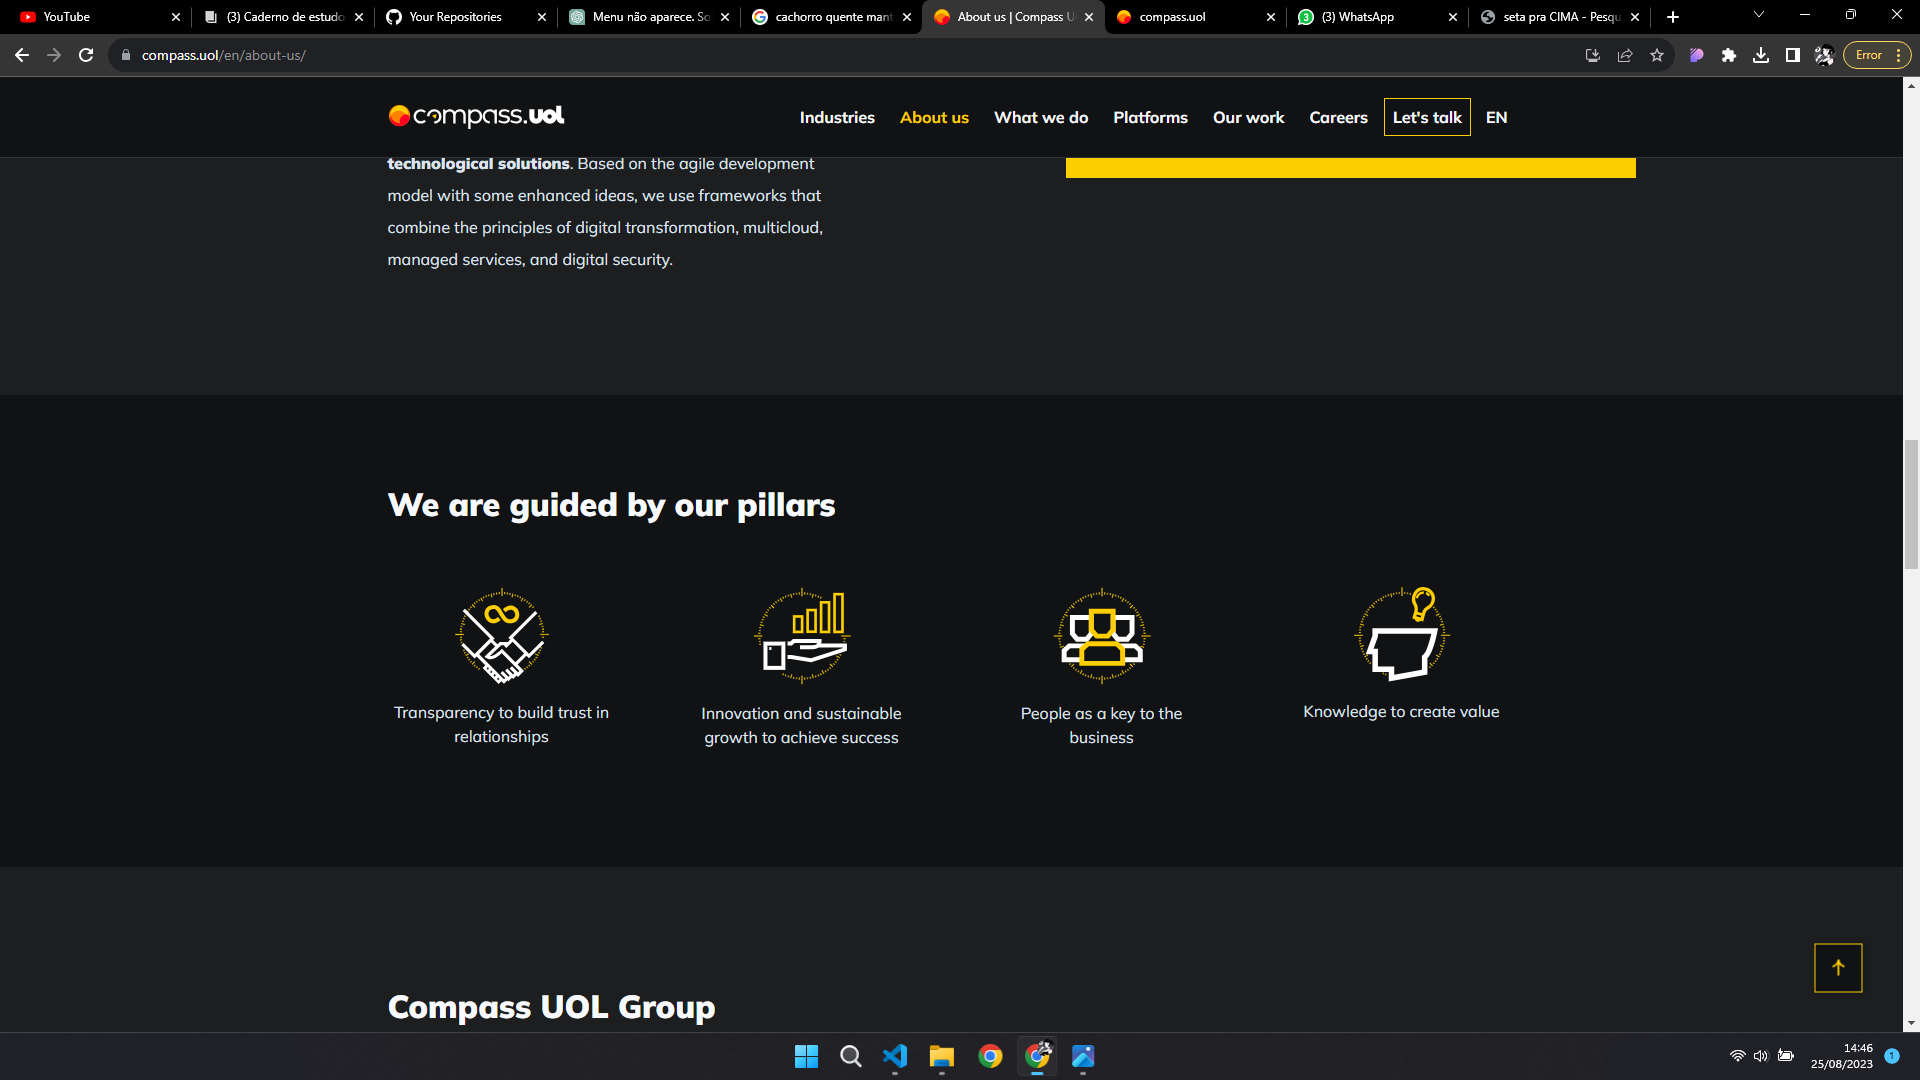 YouTube
(3) Caderno de estudo
Your Repositories
Menu não aparece. So
cachorro quente mant
About us | Compass U
compass.uol
(3) WhatsApp
seta pra CIMA - Pesqu
compass.uol/en/about-us/
Error
compass.uol
Industries
About us
What we do
Platforms
Our work
Careers
Let's talk
EN
technological solutions. Based on the agile development
model with some enhanced ideas, we use frameworks that
combine the principles of digital transformation, multicloud,
managed services, and digital security.
We are guided by our pillars
Transparency to build trust in
relationships
Innovation and sustainable
growth to achieve success
People as a key to the
business
Knowledge to create value
Compass UOL Group
14:46
25/08/2023
1